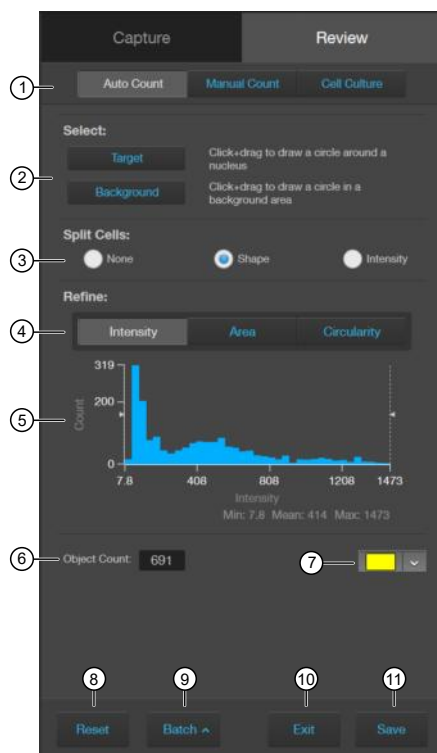 Capture Review
1 Auto Count Manual Count Cell Culture
Select:
2 Target Click+drag to draw a circle around a
nucleus
Background Click+drag to draw a circle in a
background area
Split Cells:
3 None Shape Intensity
Refine:
4 Intensity Area Circularity
319
200
5 Count
0
7.8 408 808 1208 1473
Intensity
Min: 7.8 Mean: 414 Max: 1473
6 Object Count: 691 7
8 9 10 11
Reset Batch Exit Save